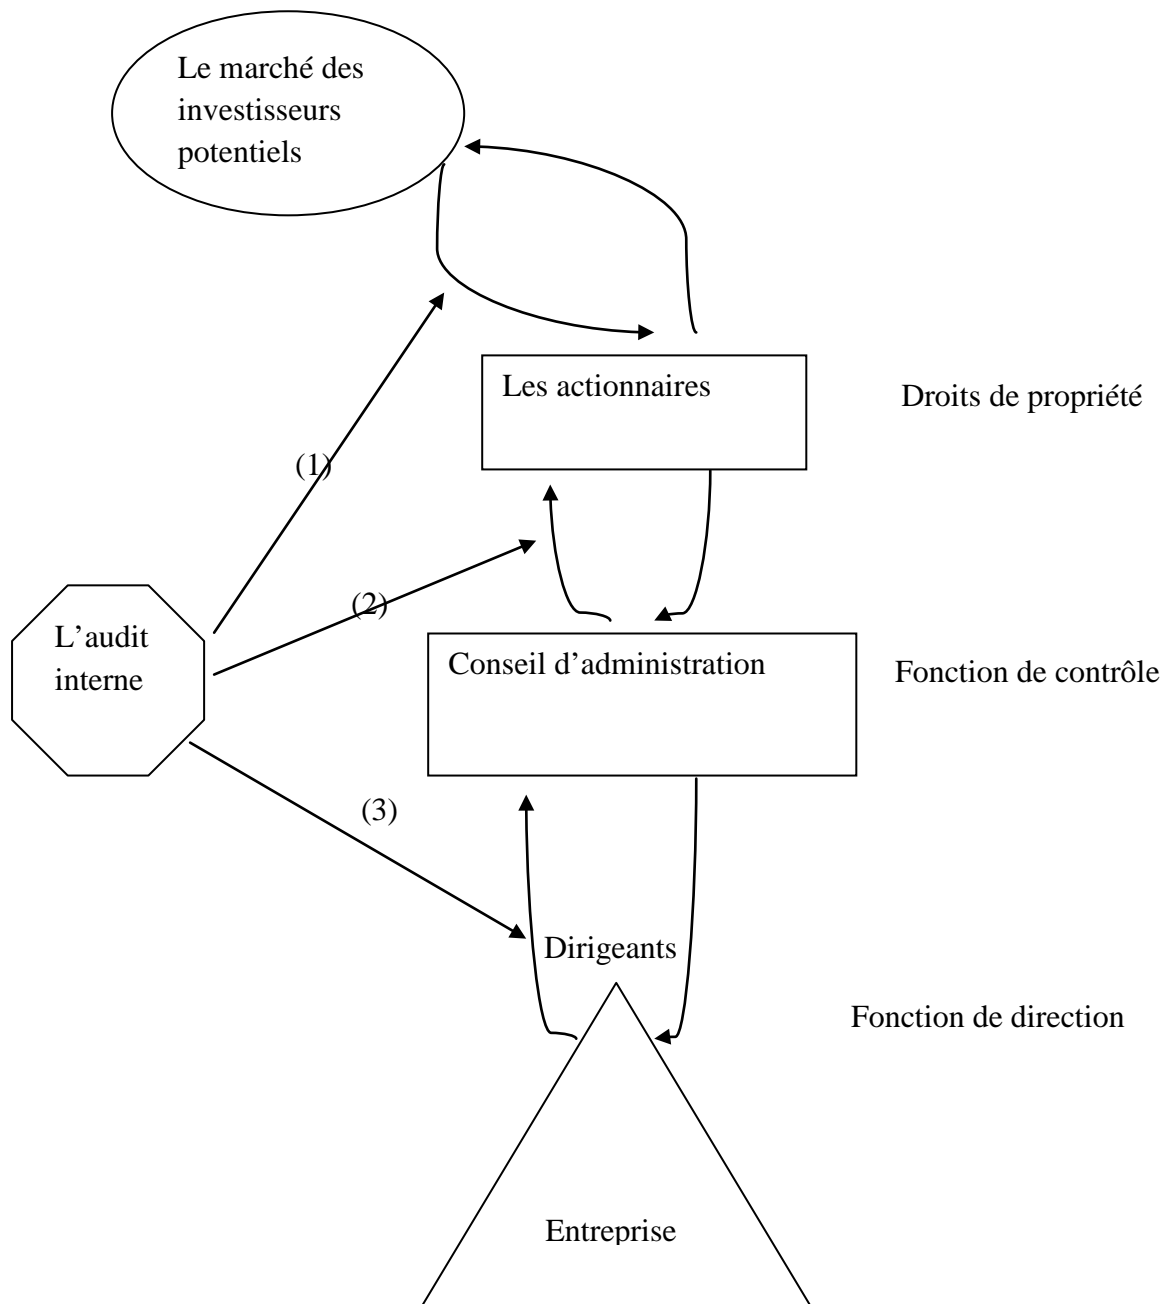 Le marché des
investisseurs
potentiels
Les actionnaires
Droits de propriété
(1)
(2)
L’audit
interne
Conseil d’administration
Fonction de contrôle
(3)
Dirigeants
Fonction de direction
Entreprise